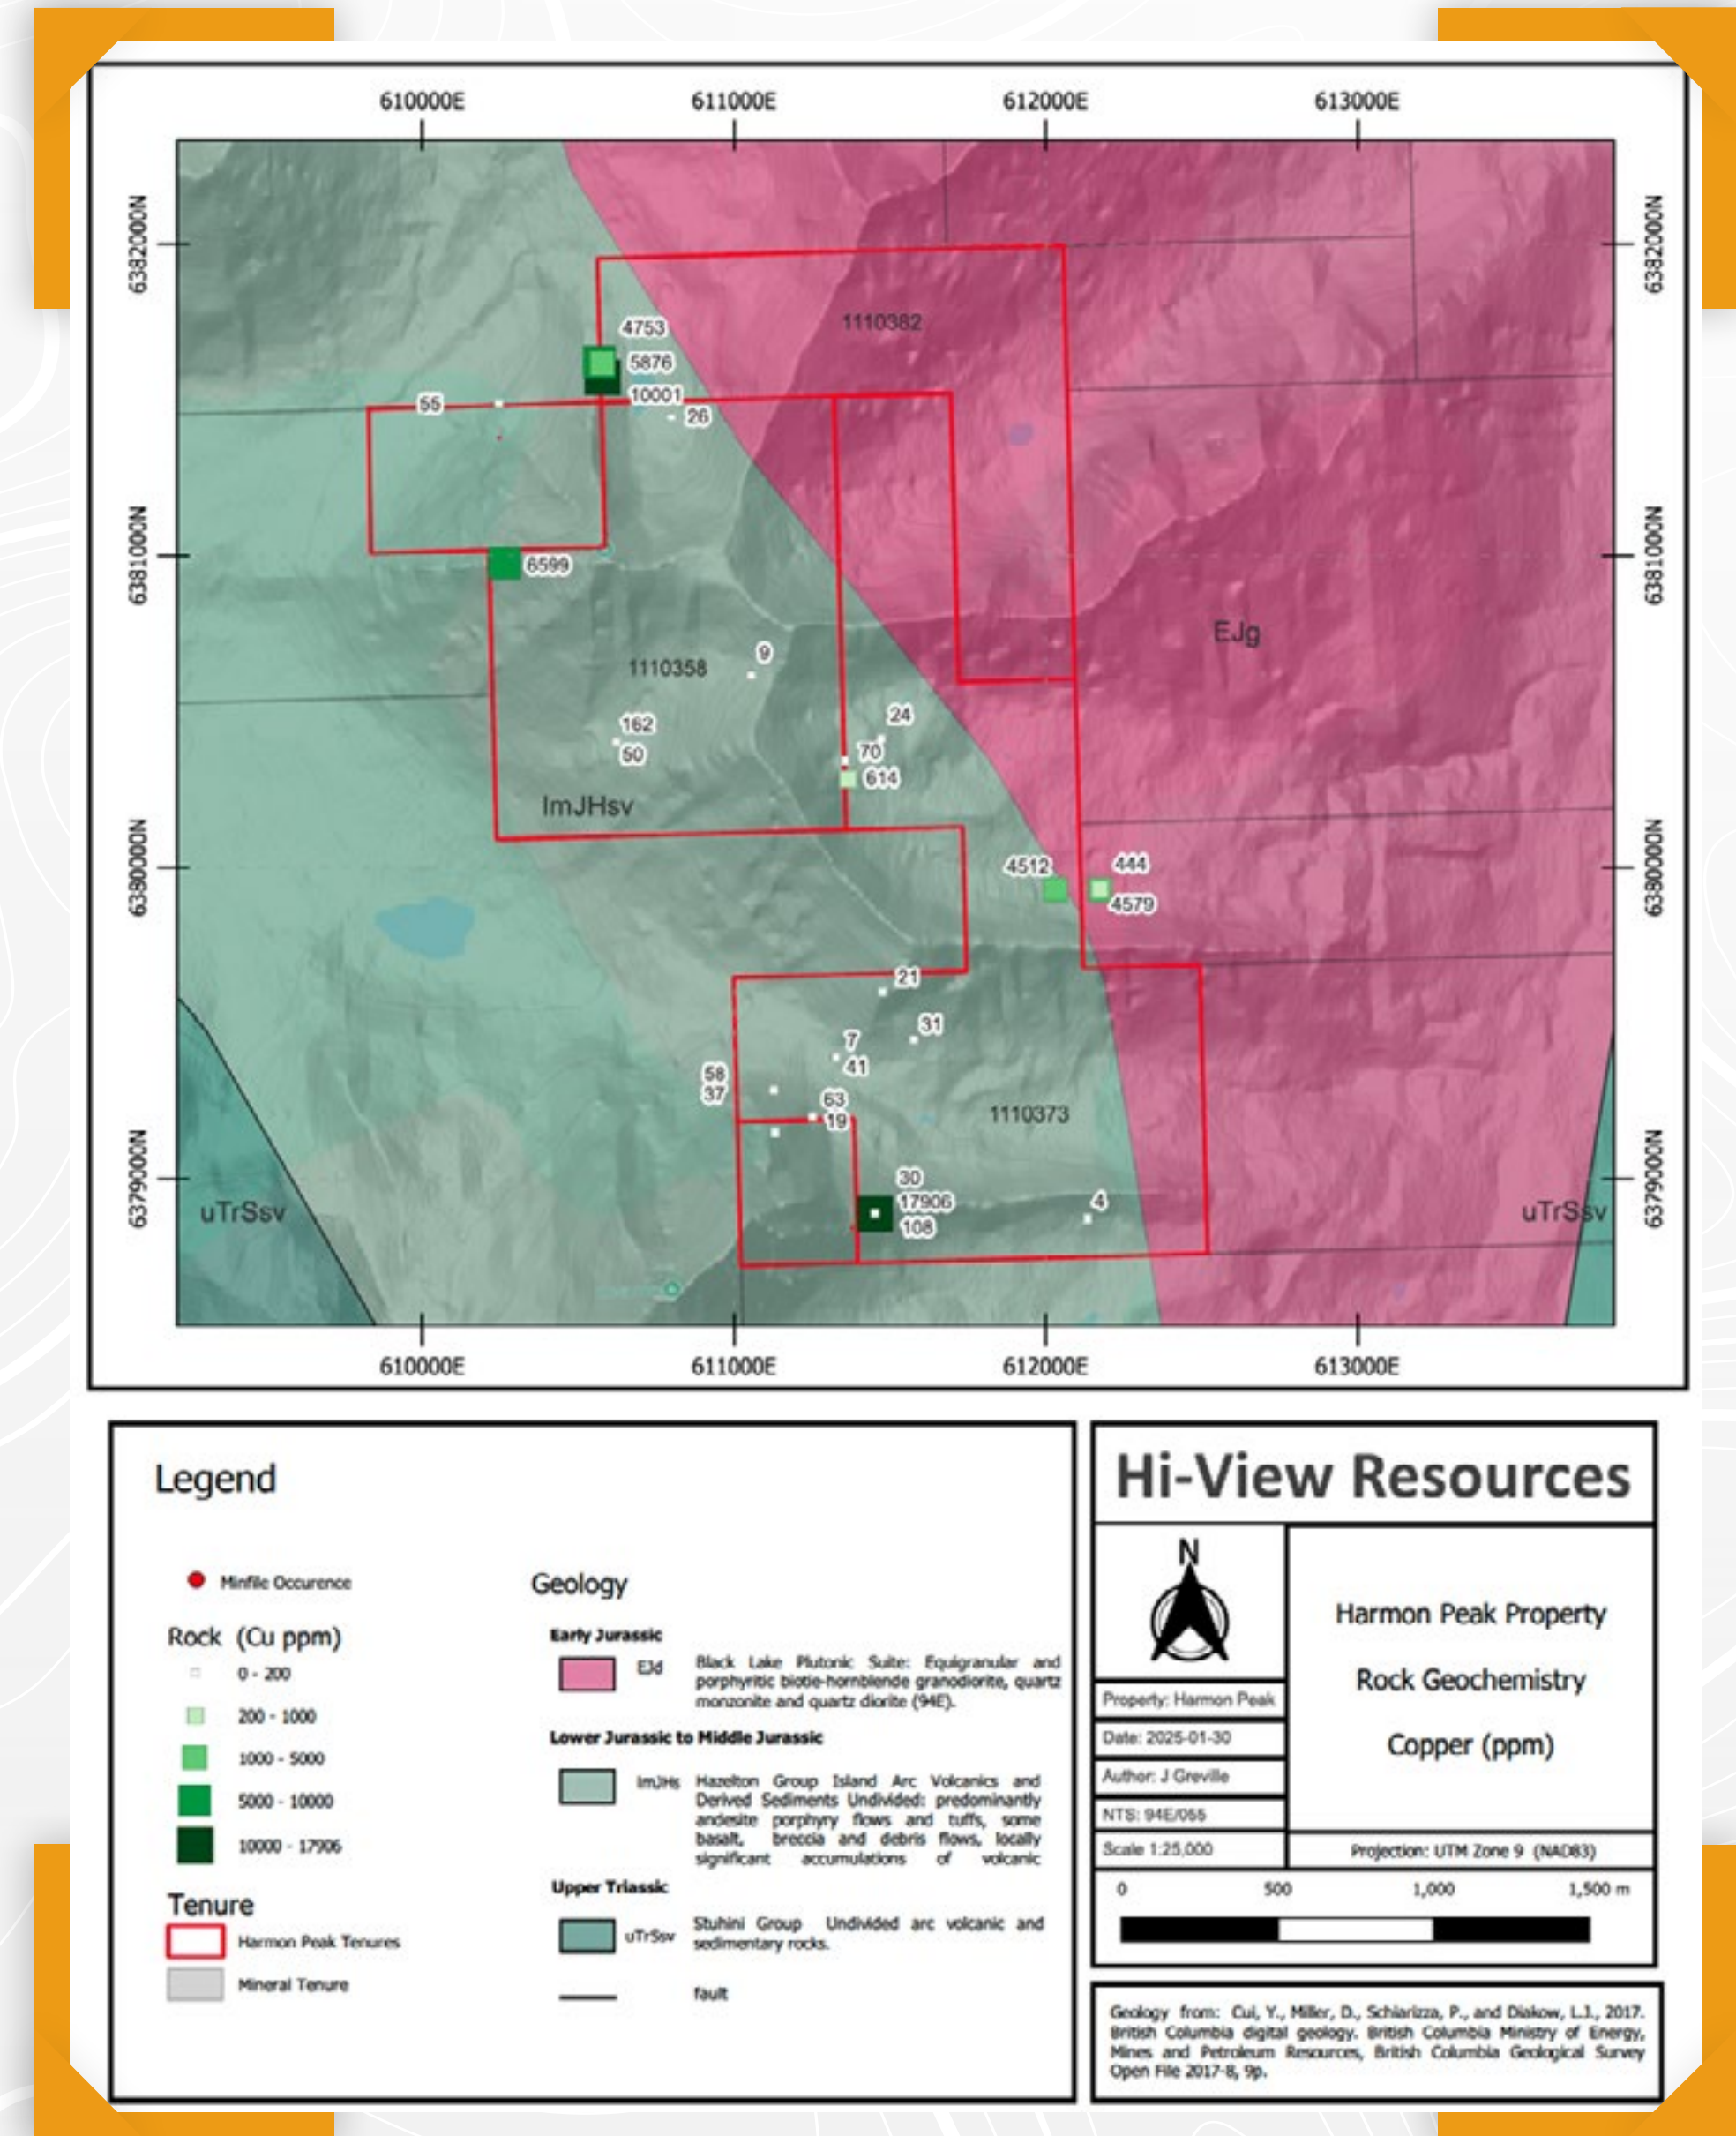 610000E
611000E
612000E
613000E
6382000N
6382000N
1110382
4753
5876
10001
55
26
6381000N
6381000N
6599
EJg
9
1110358
24
162
70
50
614
lmJHsv
6380000N
6380000N
4512
444
4579
21
31
7
41
58
37
63
19
1110373
6379000N
6379000N
30
17906
108
4
uTrSsv
uTrSsv
610000E
611000E
612000E
613000E
Legend
Minfile Occurence
Rock (Cu ppm)
0 - 200
200 - 1000
1000 - 5000
5000 - 10000
10000 - 17906
Tenure
Harmon Peak Tenures
Mineral Tenure
Geology
Early Jurassic
EJd
Black Lake Plutonic Suite: Equigranular and
porphyritic biotie-hornblende granodiorite, quartz
monzonite and quartz diorite (94E).
Lower Jurassic to Middle Jurassic
lmJHs
Hazelton Group Island Arc Volcanics and
Derived Sediments Undivided: predominantly
andesite porphyry flows and tuffs, some
basalt, breccia and debris flows, locally
significant accumulations of volcanic
Upper Triassic
uTrSsv
Stuhini Group Undivided arc volcanic and
sedimentary rocks.
fault
Hi-View Resources
N
Harmon Peak Property
Rock Geochemistry
Copper (ppm)
Property: Harmon Peak
Date: 2025-01-30
Author: J Greville
NTS: 94E/055
Scale 1:25,000
Projection: UTM Zone 9 (NAD83)
0 500 1,000 1,500 m
Geology from: Cui, Y., Miller, D., Schiarizza, P., and Diakow, L.J., 2017.
British Columbia digital geology. British Columbia Ministry of Energy,
Mines and Petroleum Resources, British Columbia Geological Survey
Open File 2017-8, 9p.